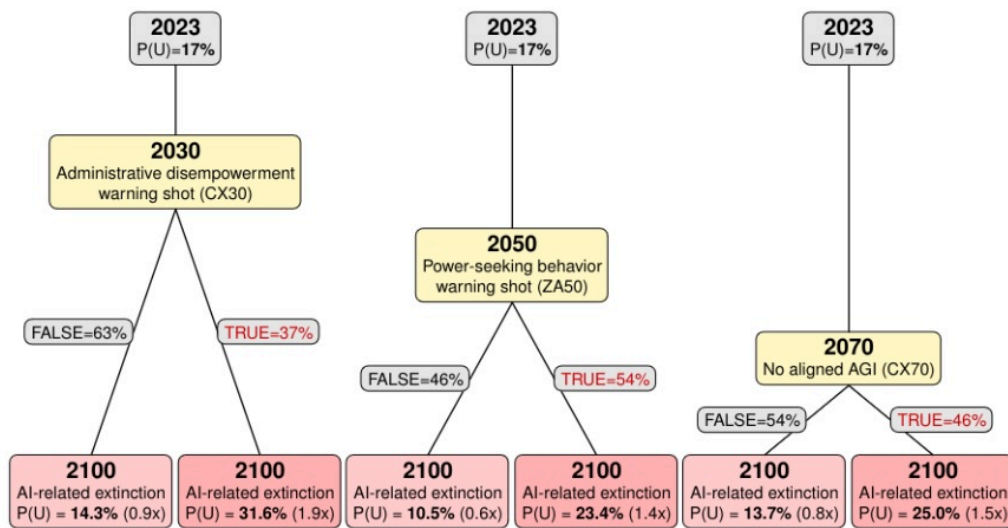 2023
P(U)=17%
2023
P(U)=17%
2023
P(U)=17%
2030
Administrative disempowerment
warning shot (CX30)
2050
Power-seeking behavior
warning shot (ZA50)
2070
No aligned AGI (CX70)
FALSE=63%
TRUE=37%
FALSE=46%
TRUE=54%
FALSE=54%
TRUE=46%
2100
AI-related extinction
P(U) = 14.3% (0.9x)
2100
AI-related extinction
P(U) = 31.6% (1.9x)
2100
AI-related extinction
P(U) = 10.5% (0.6x)
2100
AI-related extinction
P(U) = 23.4% (1.4x)
2100
AI-related extinction
P(U) = 13.7% (0.8x)
2100
AI-related extinction
P(U) = 25.0% (1.5x)